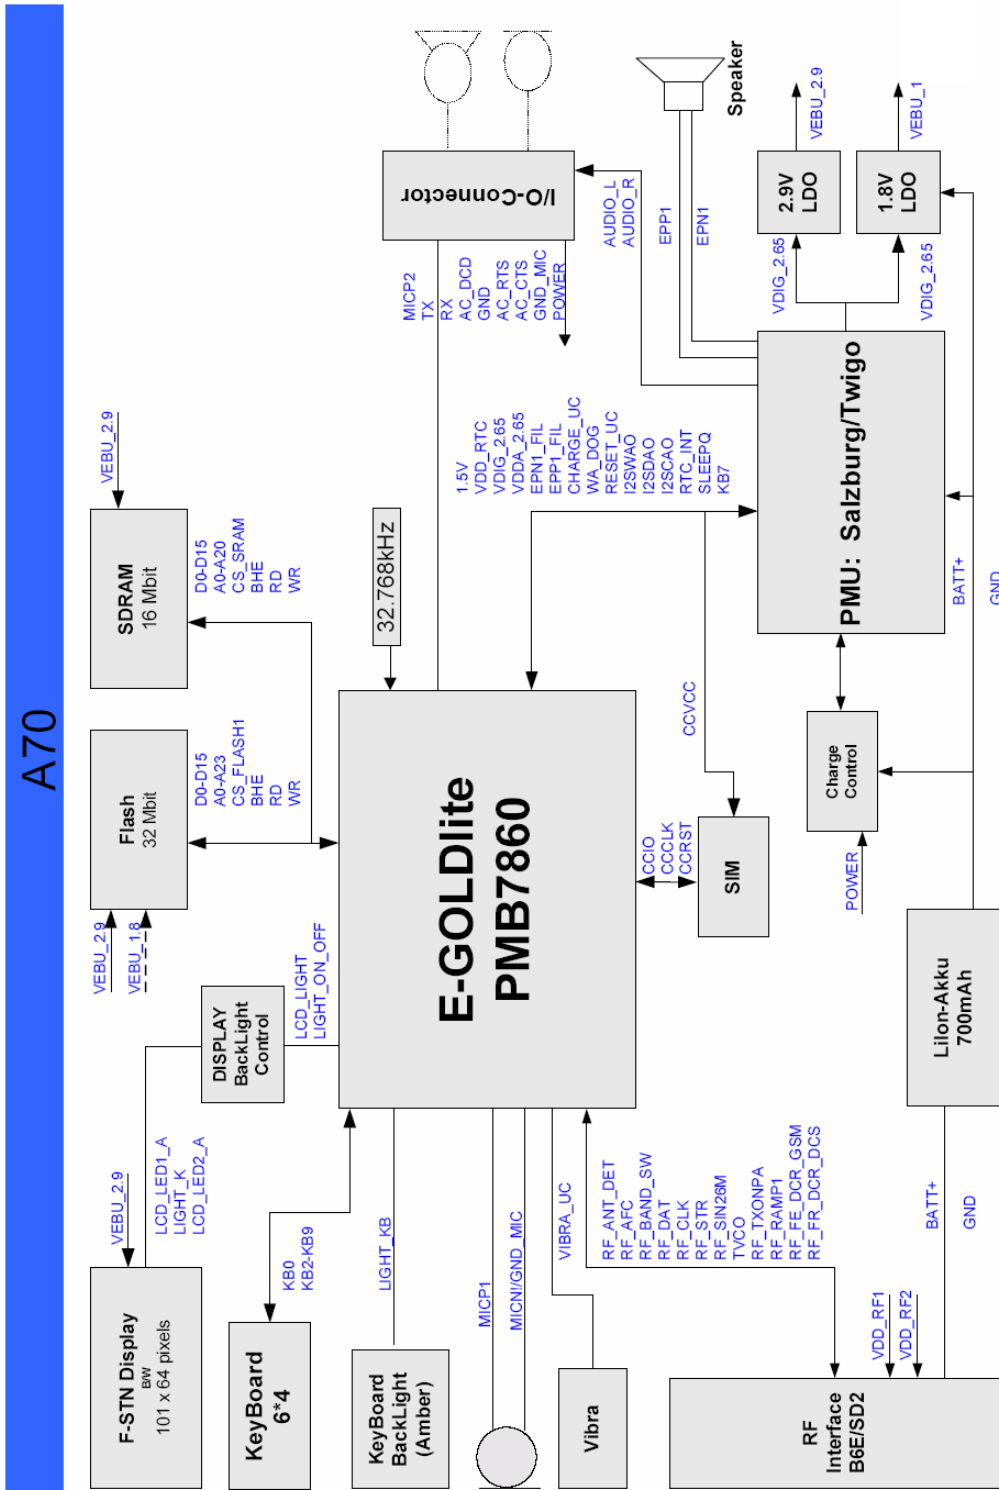 A70
F-STN Display
B/W
101 x 64 pixels
VEBU_2.9
LCD_LED1_A
LIGHT_K
LCD_LED2_A
DISPLAY
BackLight
Control
LCD_LIGHT
LIGHT_ON_OFF
VEBU_2.9
VEBU_1.8
Flash
32 Mbit
D0-D15
A0-A23
CS_FLASH1
BHE
RD
WR
SDRAM
16 Mbit
VEBU_2.9
D0-D15
A0-A20
CS_SRAM
BHE
RD
WR
KeyBoard
6*4
KB0
KB2-KB9
KeyBoard
BackLight
(Amber)
LIGHT_KB
MICP1
MICN!/GND_MIC
Vibra
VIBRA_UC
E-GOLDlite
PMB7860
32.768kHz
I/O-Connector
MICP2
TX
RX
AC_DCD
GND
AC_RTS
AC_CTS
GND_MIC
POWER
1.5V
VDD_RTC
VDIG_2.65
VDDA_2.65
EPN1_FIL
EPP1_FIL
CHARGE_UC
WA_DOG
RESET_UC
I2SWAO
I2SDAO
I2SCAO
RTC_INT
SLEEPQ
KB7
AUDIO_L
AUDIO_R
EPP1
EPN1
Speaker
RF_ANT_DET
RF_AFC
RF_BAND_SW
RF_DAT
RF_CLK
RF_STR
RF_SIN26M
TVCO
RF_TXONPA
RF_RAMP1
RF_FE_DCR_GSM
RF_FR_DCR_DCS
CCIO
CCCLK
CCRST
SIM
CCVCC
RF
Interface
B6E/SD2
VDD_RF1
VDD_RF2
BATT+
GND
LiIon-Akku
700mAh
POWER
Charge
Control
PMU: Salzburg/Twigo
BATT+
GND
VDIG_2.65
VDIG_2.65
2.9V
LDO
VEBU_2.9
1.8V
LDO
VEBU_1